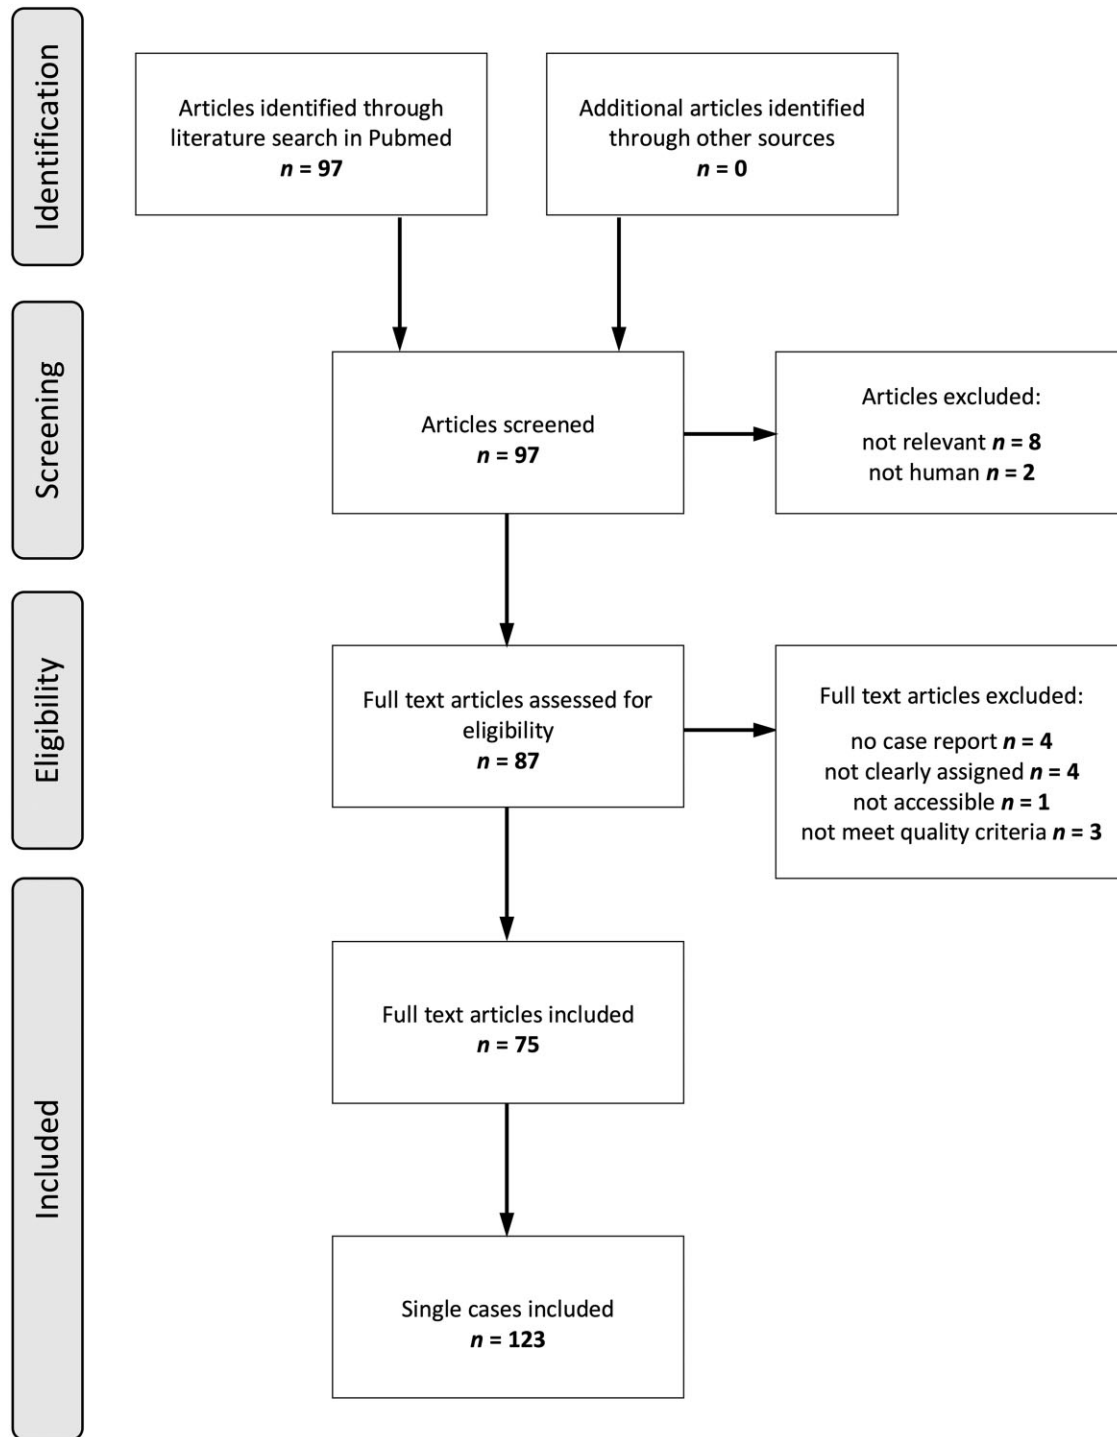 Identification
Articles identified through
literature search in Pubmed
n = 97
Additional articles identified
through other sources
n = 0
Screening
Articles screened
n = 97
Articles excluded:
not relevant n = 8
not human n = 2
Eligibility
Full text articles assessed for
eligibility
n = 87
Full text articles excluded:
no case report n = 4
not clearly assigned n = 4
not accessible n = 1
not meet quality criteria n = 3
Included
Full text articles included
n = 75
Single cases included
n = 123